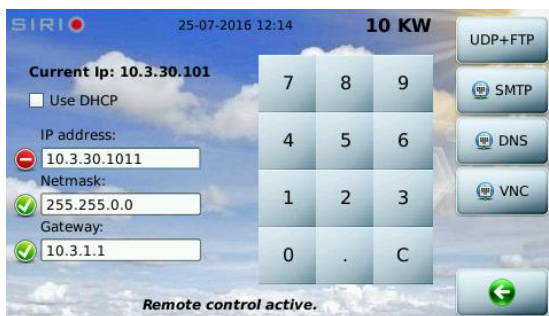 SIRIO
25-07-2016 12:14
10 KW
UDP+FTP
Current Ip: 10.3.30.101
Use DHCP
SMTP
IP address:
10.3.30.1011
DNS
Netmask:
255.255.0.0
VNC
Gateway:
10.3.1.1
7 8 9
4 5 6
1 2 3
0 . C
Remote control active.